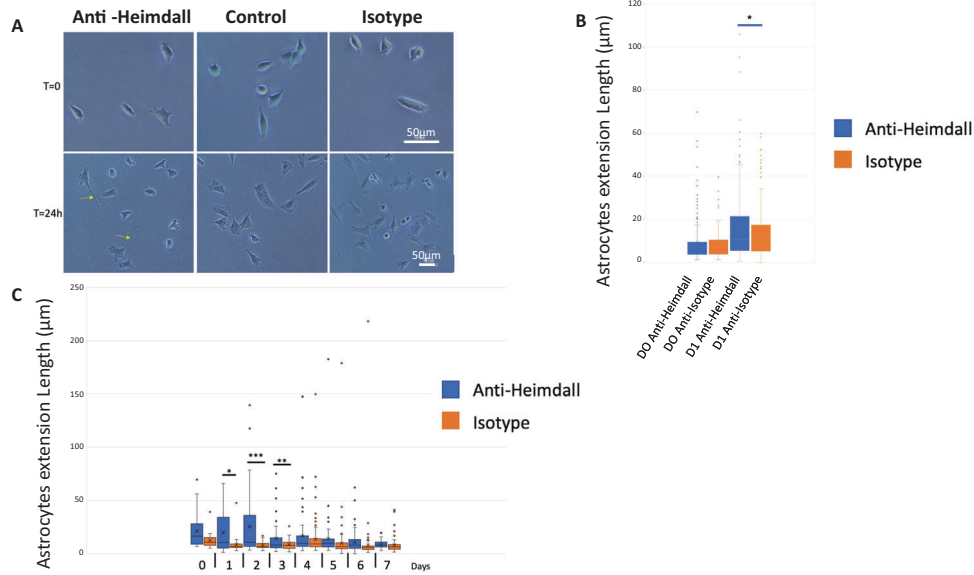 A
Anti -Heimdall Control Isotype
T=0
50µm
T=24h
50µm
B
Astrocytes extension Length (µm)
120
100
80
60
40
20
0
*
DO Anti-Heimdall
DO Anti-Isotype
D1 Anti-Heimdall
D1 Anti-Isotype
Anti-Heimdall
Isotype
C
Astrocytes extension Length (µm)
250
200
150
100
50
0
* *** **
0 1 2 3 4 5 6 7 Days
Anti-Heimdall
Isotype